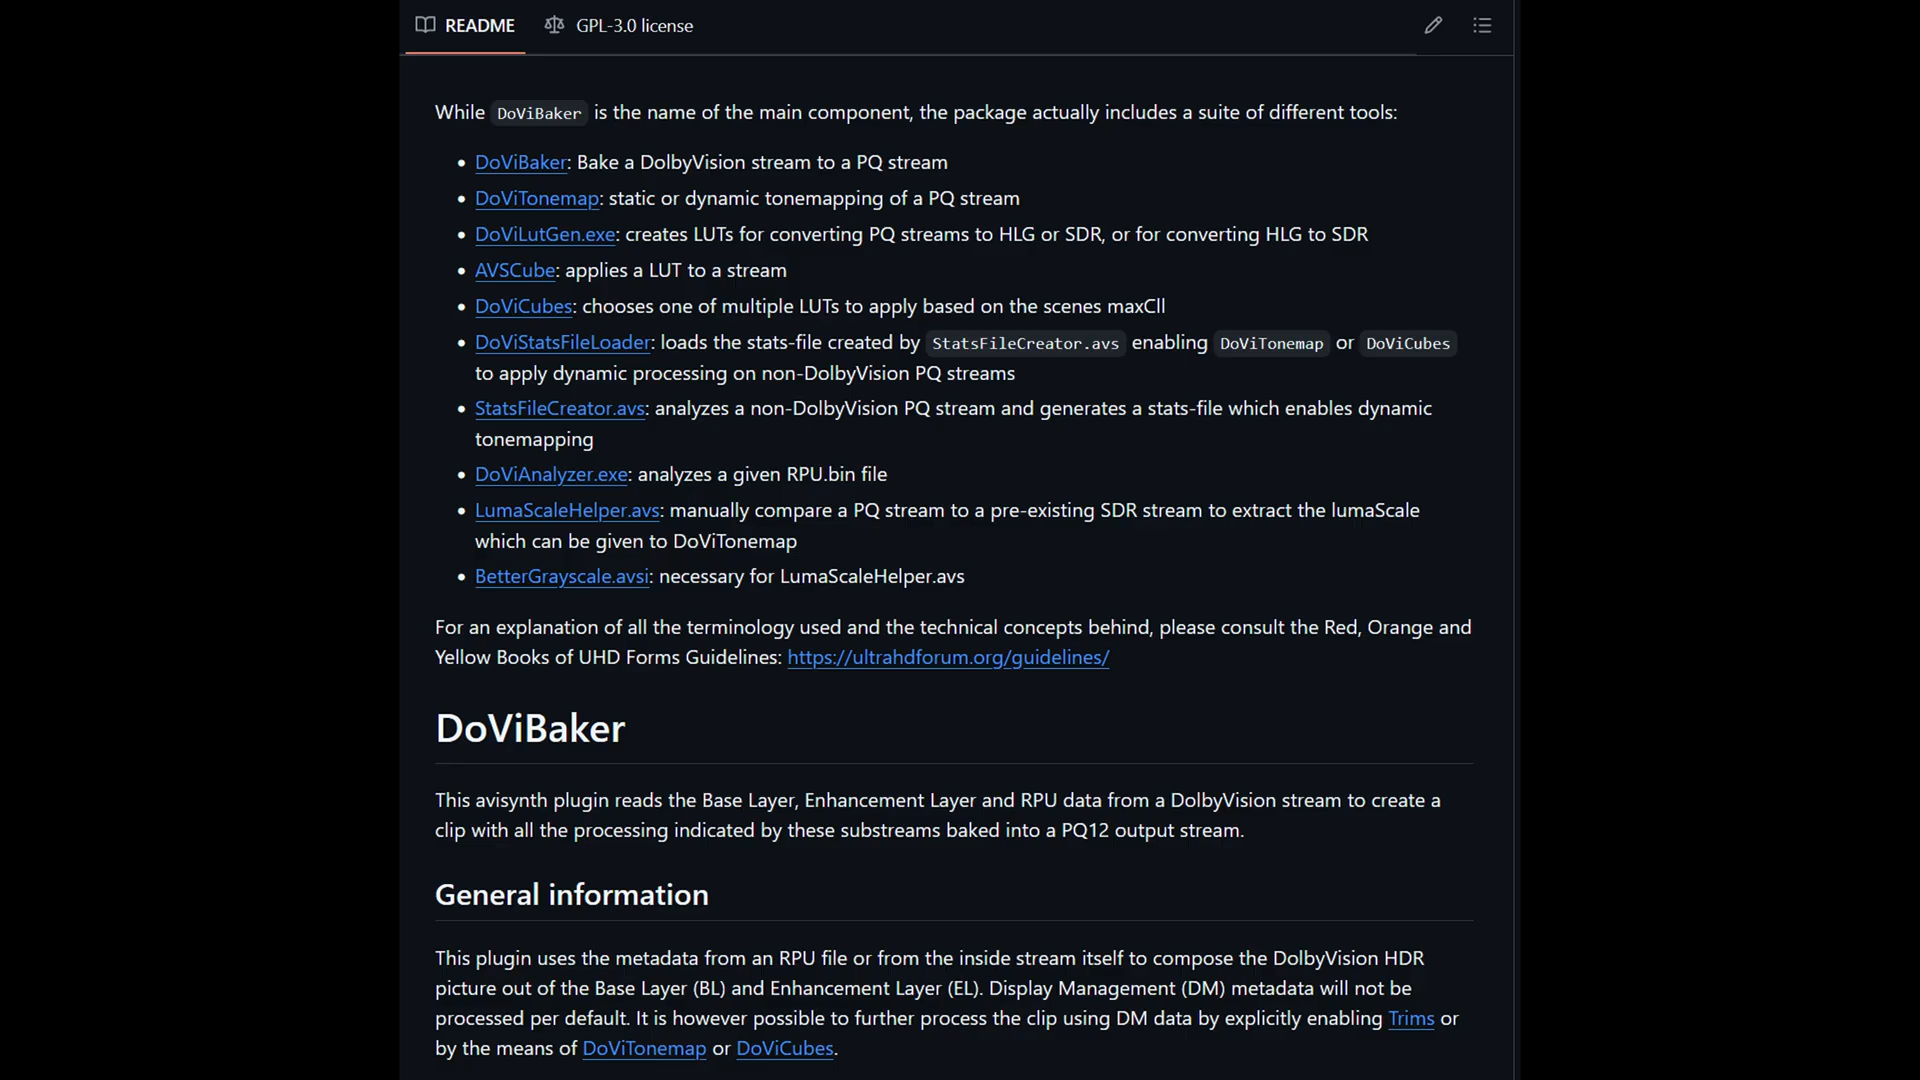 README GPL-3.0 license
While DoViBaker is the name of the main component, the package actually includes a suite of different tools:
• DoViBaker: Bake a DolbyVision stream to a PQ stream
• DoViTonemap: static or dynamic tonemapping of a PQ stream
• DoViLutGen.exe: creates LUTs for converting PQ streams to HLG or SDR, or for converting HLG to SDR
• AVSCube: applies a LUT to a stream
• DoViCubes: chooses one of multiple LUTs to apply based on the scenes maxCll
• DoViStatsFileLoader: loads the stats-file created by StatsFileCreator.avs enabling DoViTonemap or DoViCubes
to apply dynamic processing on non-DolbyVision PQ streams
• StatsFileCreator.avs: analyzes a non-DolbyVision PQ stream and generates a stats-file which enables dynamic
tonemapping
• DoViAnalyzer.exe: analyzes a given RPU.bin file
• LumaScaleHelper.avs: manually compare a PQ stream to a pre-existing SDR stream to extract the lumaScale
which can be given to DoViTonemap
• BetterGrayscale.avsi: necessary for LumaScaleHelper.avs
For an explanation of all the terminology used and the technical concepts behind, please consult the Red, Orange and
Yellow Books of UHD Forms Guidelines: https://ultrahdforum.org/guidelines/
DoViBaker
This avisynth plugin reads the Base Layer, Enhancement Layer and RPU data from a DolbyVision stream to create a
clip with all the processing indicated by these substreams baked into a PQ12 output stream.
General information
This plugin uses the metadata from an RPU file or from the inside stream itself to compose the DolbyVision HDR
picture out of the Base Layer (BL) and Enhancement Layer (EL). Display Management (DM) metadata will not be
processed per default. It is however possible to further process the clip using DM data by explicitly enabling Trims or
by the means of DoViTonemap or DoViCubes.